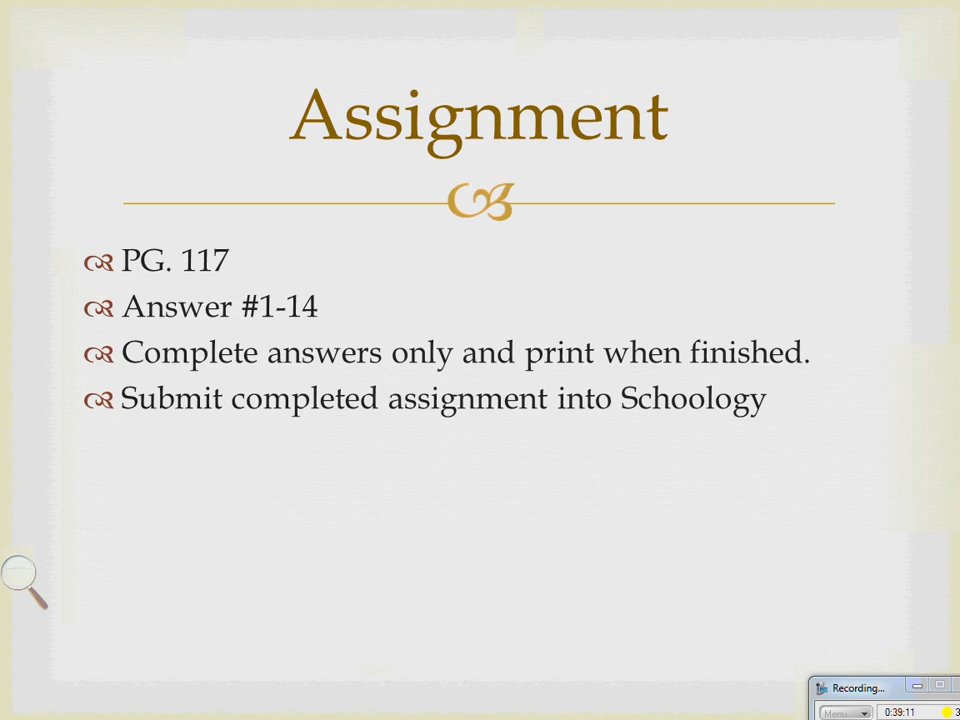 Assignment
PG. 117
Answer #1-14
Complete answers only and print when finished.
Submit completed assignment into Schoology
Recording...
Menu
0:39:11
3